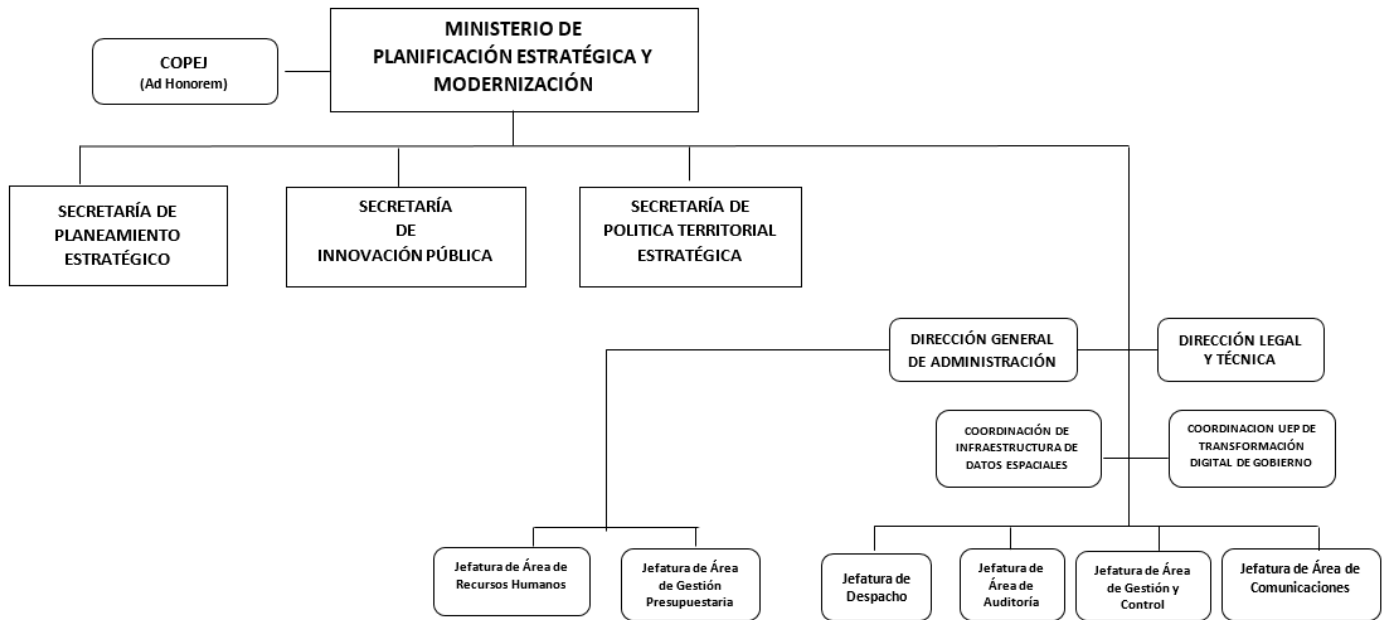 MINISTERIO DE
PLANIFICACIÓN ESTRATÉGICA Y
MODERNIZACIÓN
COPEJ
(Ad Honorem)
SECRETARÍA DE
PLANEAMIENTO
ESTRATÉGICO
SECRETARÍA
DE
INNOVACIÓN PÚBLICA
SECRETARÍA DE
POLITICA TERRITORIAL
ESTRATÉGICA
DIRECCIÓN GENERAL
DE ADMINISTRACIÓN
DIRECCIÓN LEGAL
Y TÉCNICA
COORDINACIÓN DE
INFRAESTRUCTURA DE
DATOS ESPACIALES
COORDINACION UEP DE
TRANSFORMACIÓN
DIGITAL DE GOBIERNO
Jefatura de Área de
Recursos Humanos
Jefatura de Área
de Gestión
Presupuestaria
Jefatura de
Despacho
Jefatura de
Área de
Auditoría
Jefatura de Área
de Gestión y
Control
Jefatura de Área de
Comunicaciones